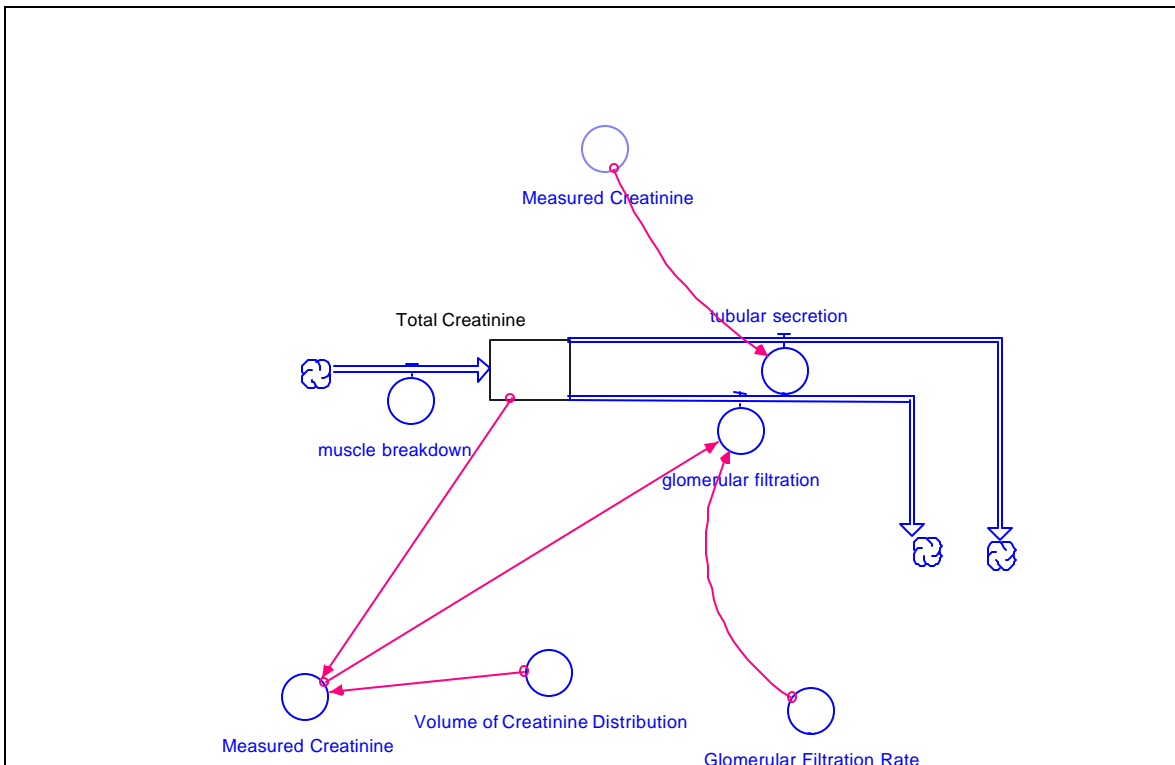 Measured Creatinine
tubular secretion
Total Creatinine
muscle breakdown
glomerular filtration
Volume of Creatinine Distribution
Measured Creatinine
Glomerular Filtration Rate